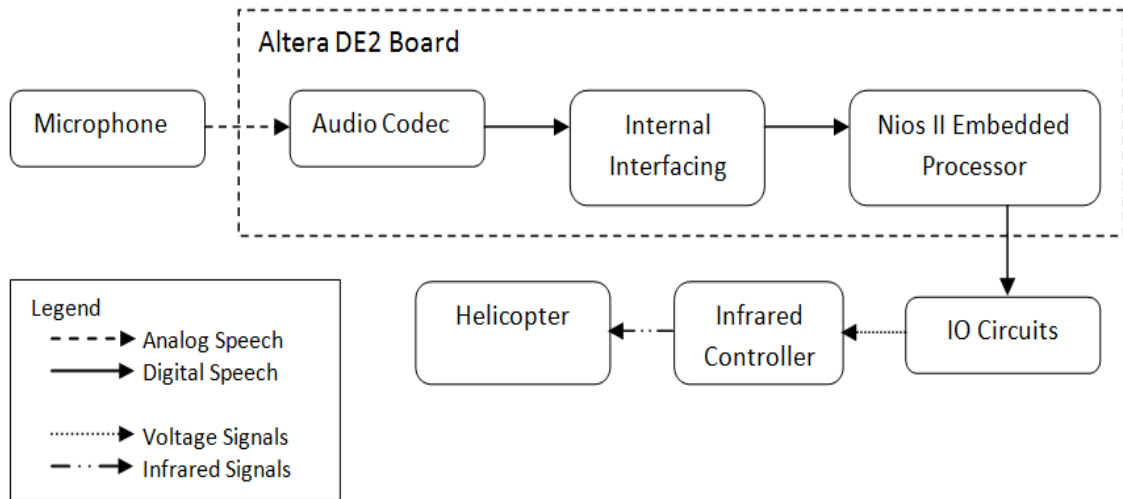 Altera DE2 Board
Microphone
Audio Codec
Internal
Interfacing
Nios II Embedded
Processor
Helicopter
Infrared
Controller
IO Circuits
Legend
Analog Speech
Digital Speech
Voltage Signals
Infrared Signals